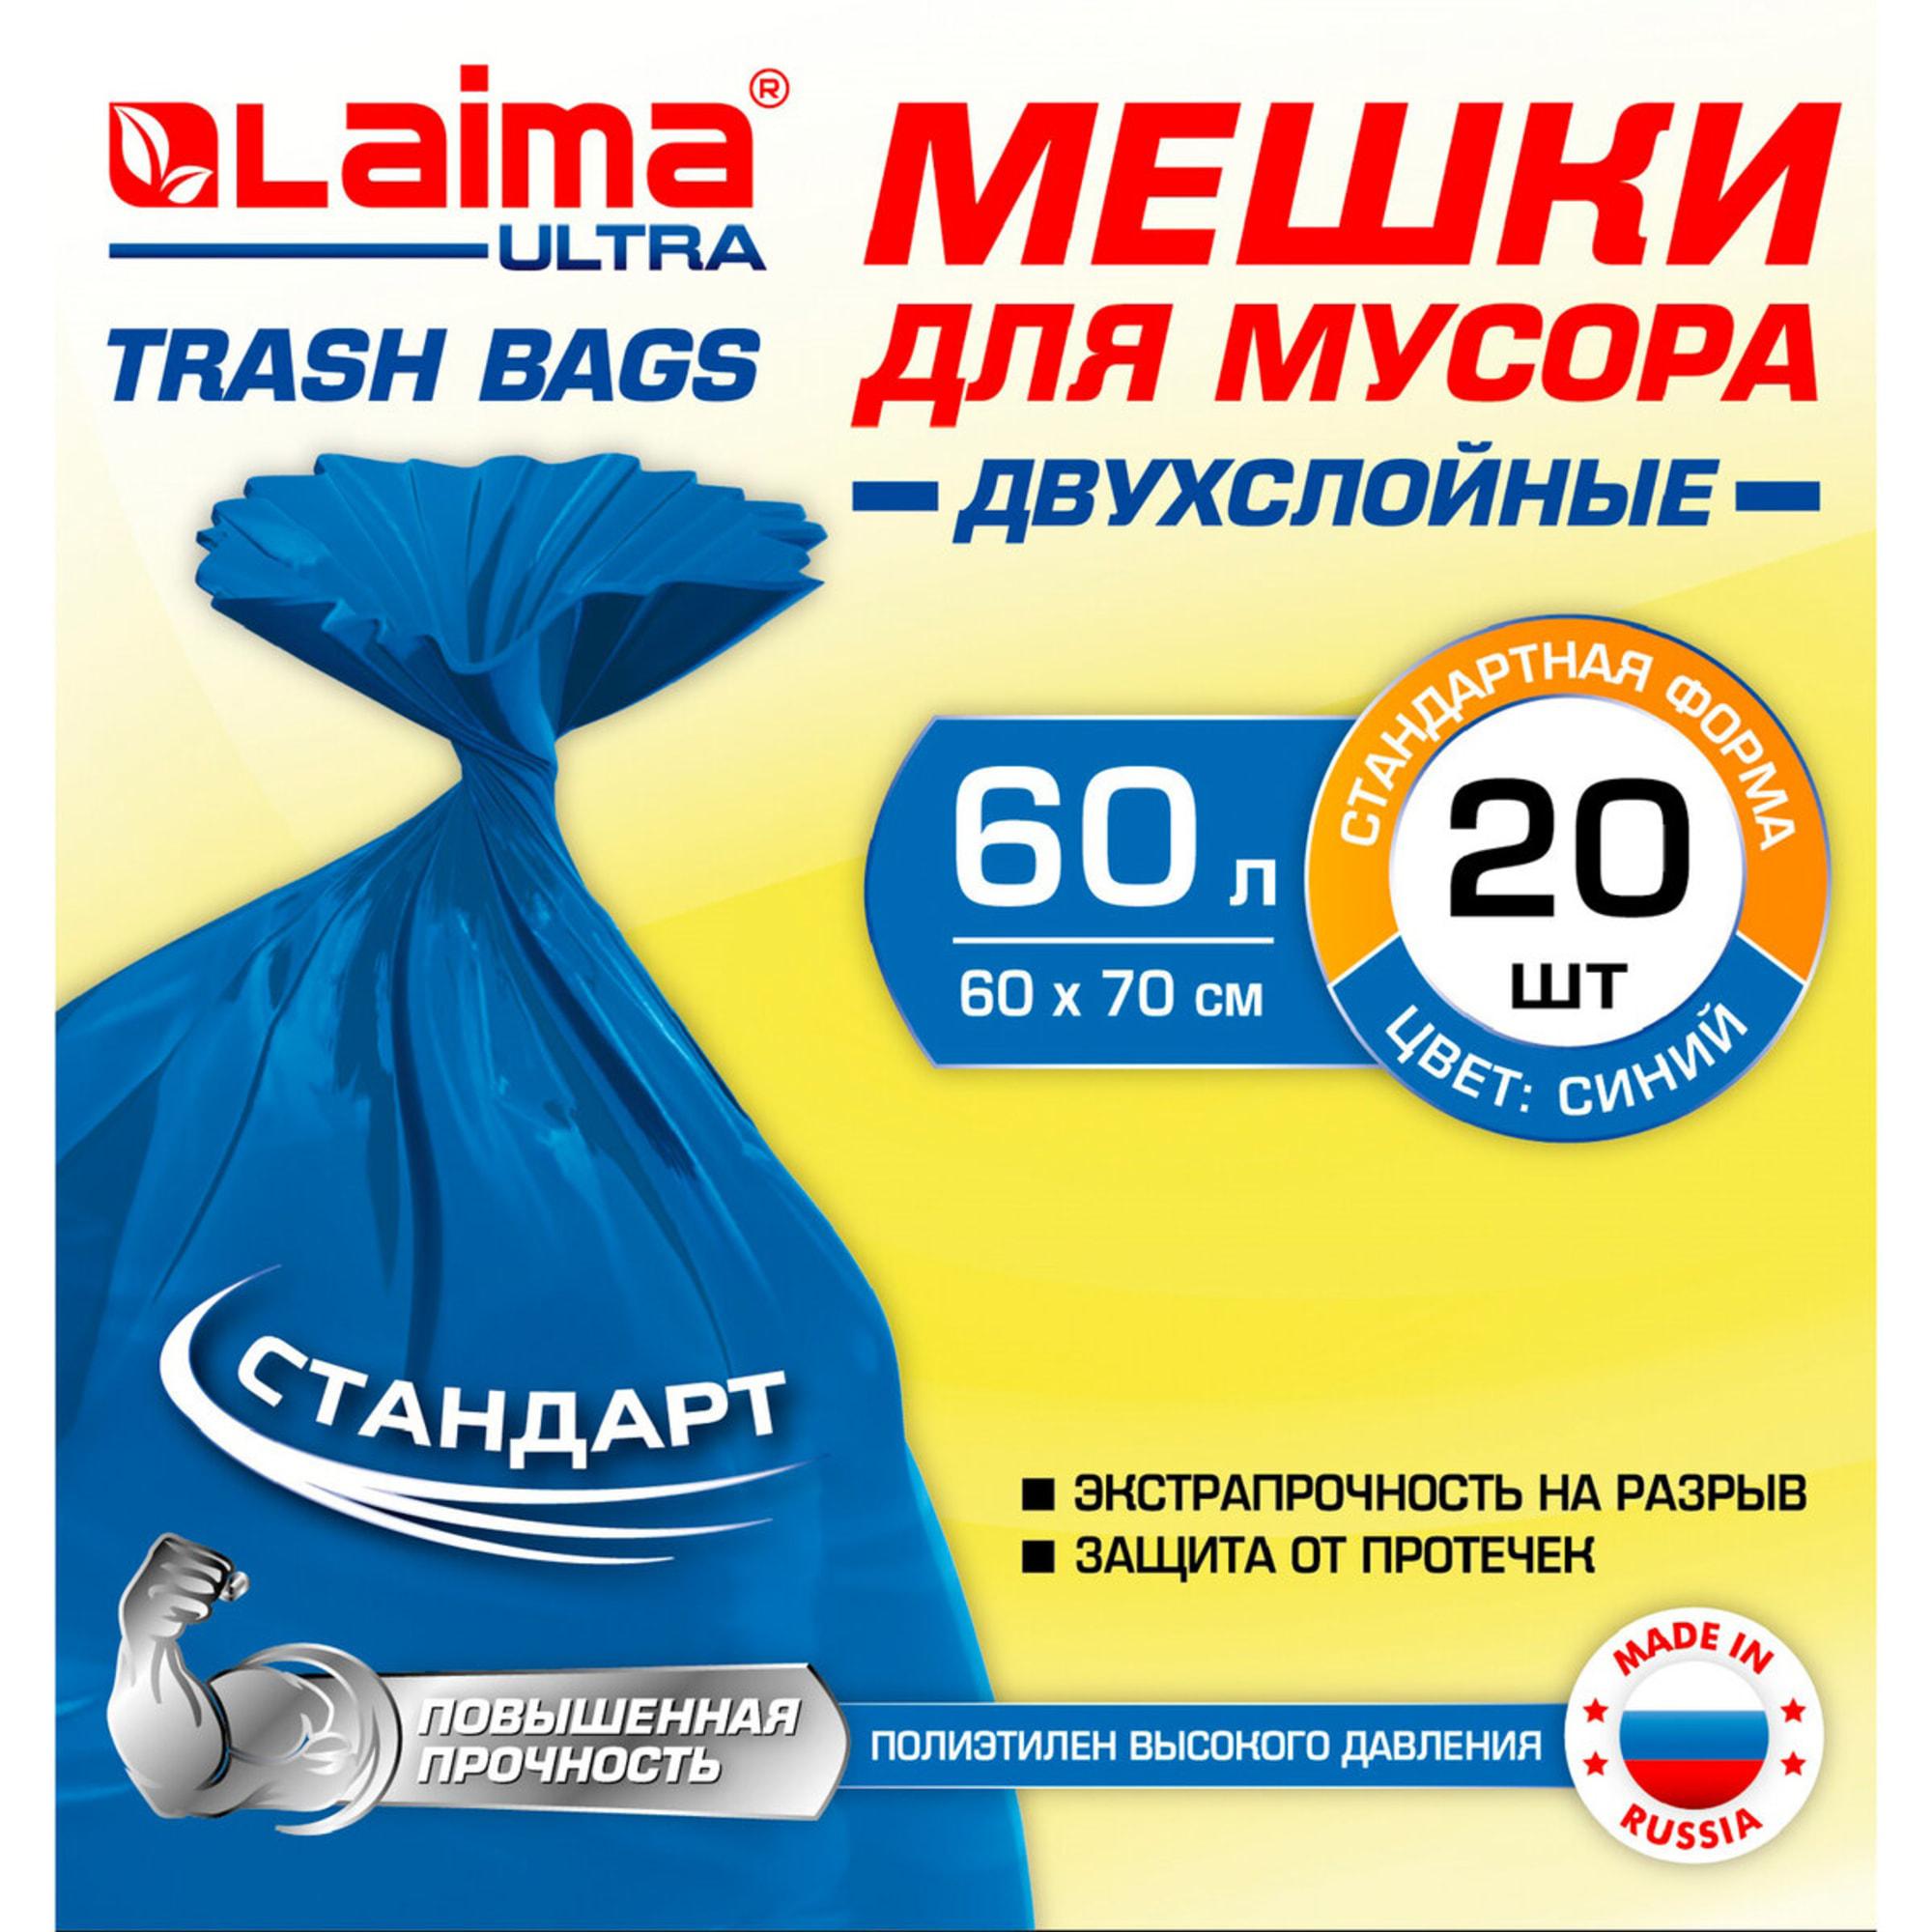 Laima®
ULTRA
TRASH BAGS
МЕШКИ
ДЛЯ МУСОРА
ДВУХСЛОЙНЫЕ
60 л
60 х 70 см
СТАНДАРТНАЯ ФОРМА
20
шт
ЦВЕТ: СИНИЙ
СТАНДАРТ
ЭКСТРАПРОЧНОСТЬ НА РАЗРЫВ
ЗАЩИТА ОТ ПРОТЕЧЕК
ПОВЫШЕННАЯ
ПРОЧНОСТЬ
ПОЛИЭТИЛЕН ВЫСОКОГО ДАВЛЕНИЯ
MADE IN
RUSSIA